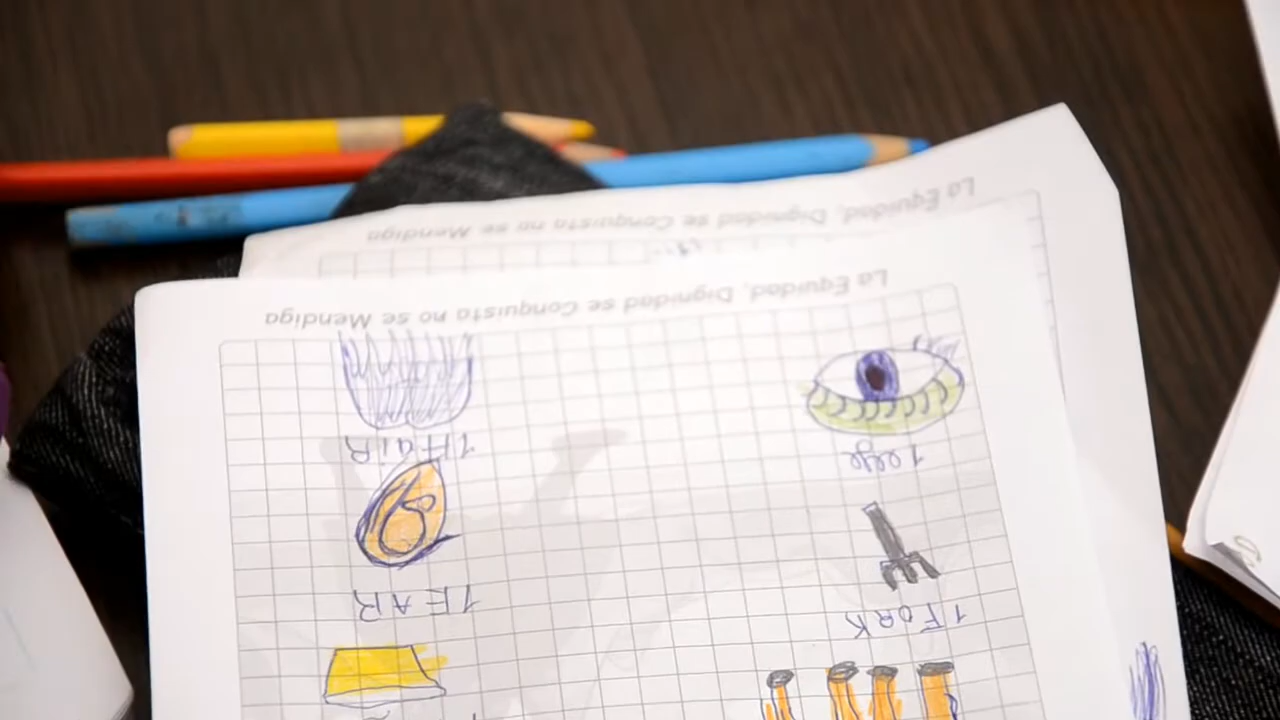 La Equidad, Dignidad se Conquista no se Mendiga
La Equidad, Dignidad se Conquista no se Mendiga
1 eye
1 HaiR
1 FoRK
1 EAR